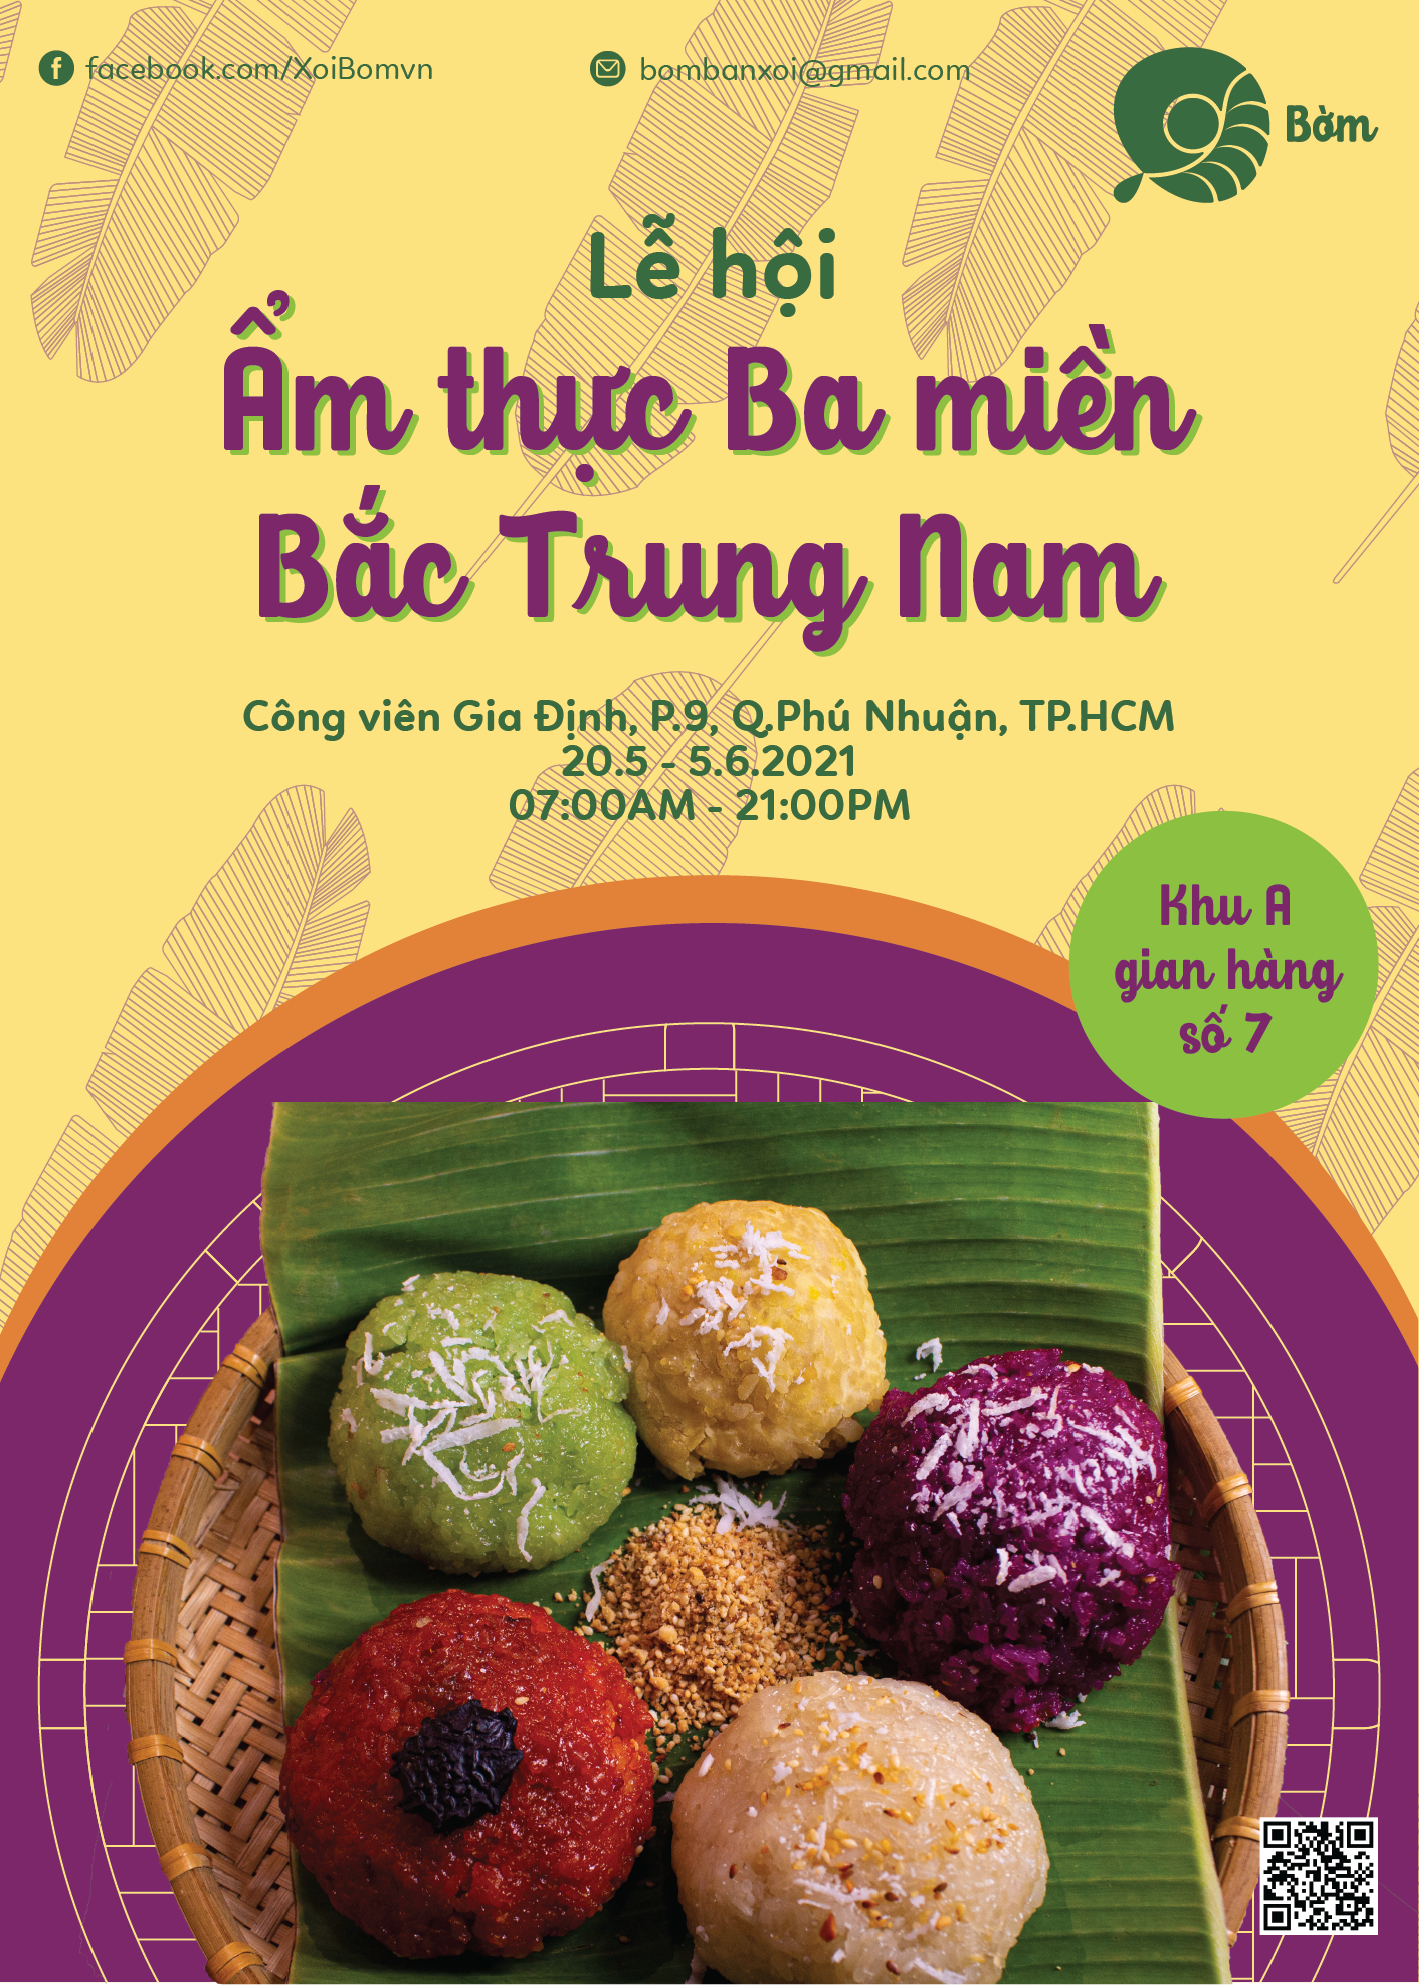 facebook.com/XoiBomvn
bombanxoi@gmail.com
Bờm
Lễ hội
Ẩm thực Ba miền
Bắc Trung Nam
Công viên Gia Định, P.9, Q.Phú Nhuận, TP.HCM
20.5 - 5.6.2021
07:00AM - 21:00PM
Khu A
gian hàng
số 7